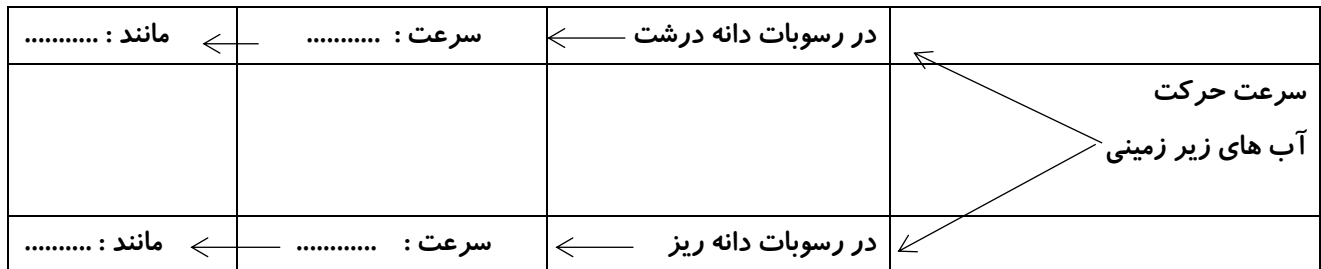 در رسوبات دانه درشت سرعت : ........... مانند : ...........
سرعت حرکت
آب های زیر زمینی
در رسوبات دانه ریز سرعت : ............ مانند : ..........